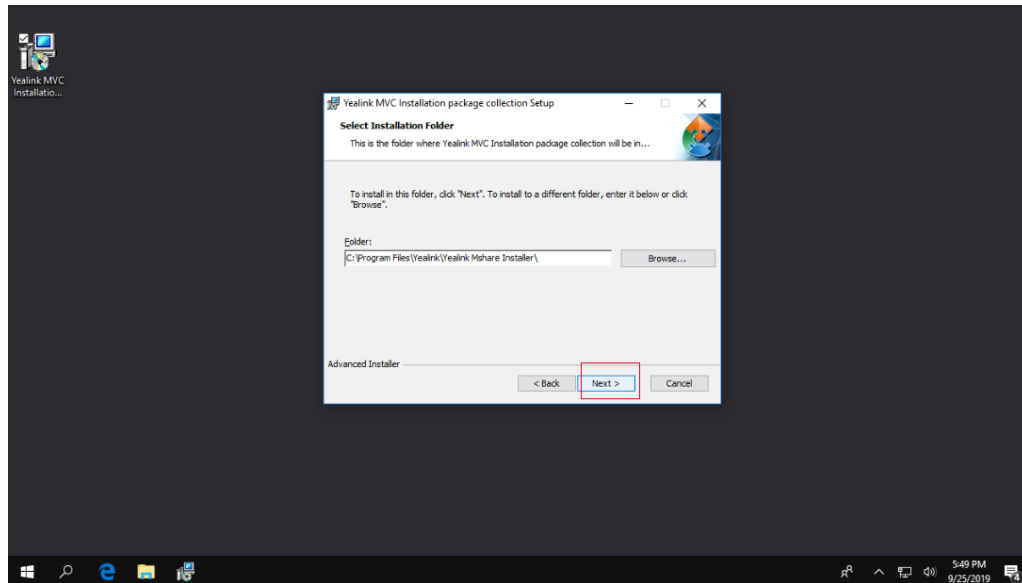 Yealink MVC
Installatio...
Yealink MVC Installation package collection Setup
Select Installation Folder
This is the folder where Yealink MVC Installation package collection will be in...
To install in this folder, click "Next". To install to a different folder, enter it below or click
"Browse".
Folder:
C:\Program Files\Yealink\Yealink Mshare Installer\
Browse...
Advanced Installer
< Back
Next >
Cancel
5:49 PM
9/25/2019
4